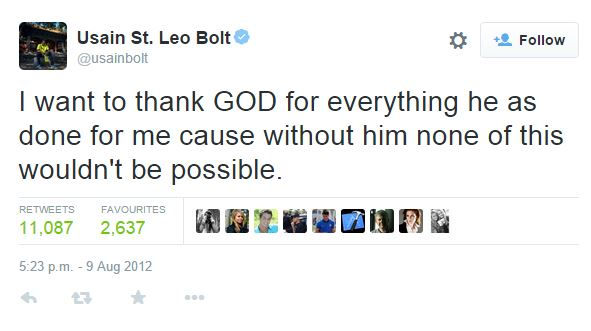 Usain St. Leo Bolt
Follow
@usainbolt
I want to thank GOD for everything he as
done for me cause without him none of this
wouldn't be possible.
RETWEETS FAVOURITES
11,087 2,637
5:23 p.m. - 9 Aug 2012